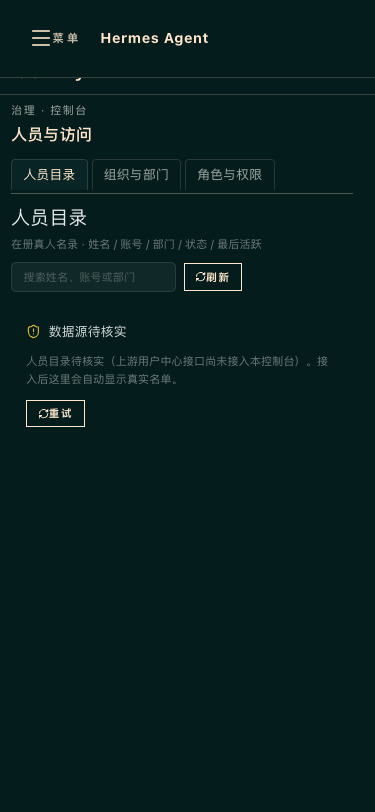 菜单
Hermes Agent
治理 · 控制台
人员与访问
人员目录
组织与部门
角色与权限
人员目录
在册真人名录 · 姓名 / 账号 / 部门 / 状态 / 最后活跃
搜索姓名、账号或部门
刷新
数据源待核实
人员目录待核实（上游用户中心接口尚未接入本控制台）。接
入后这里会自动显示真实名单。
重试